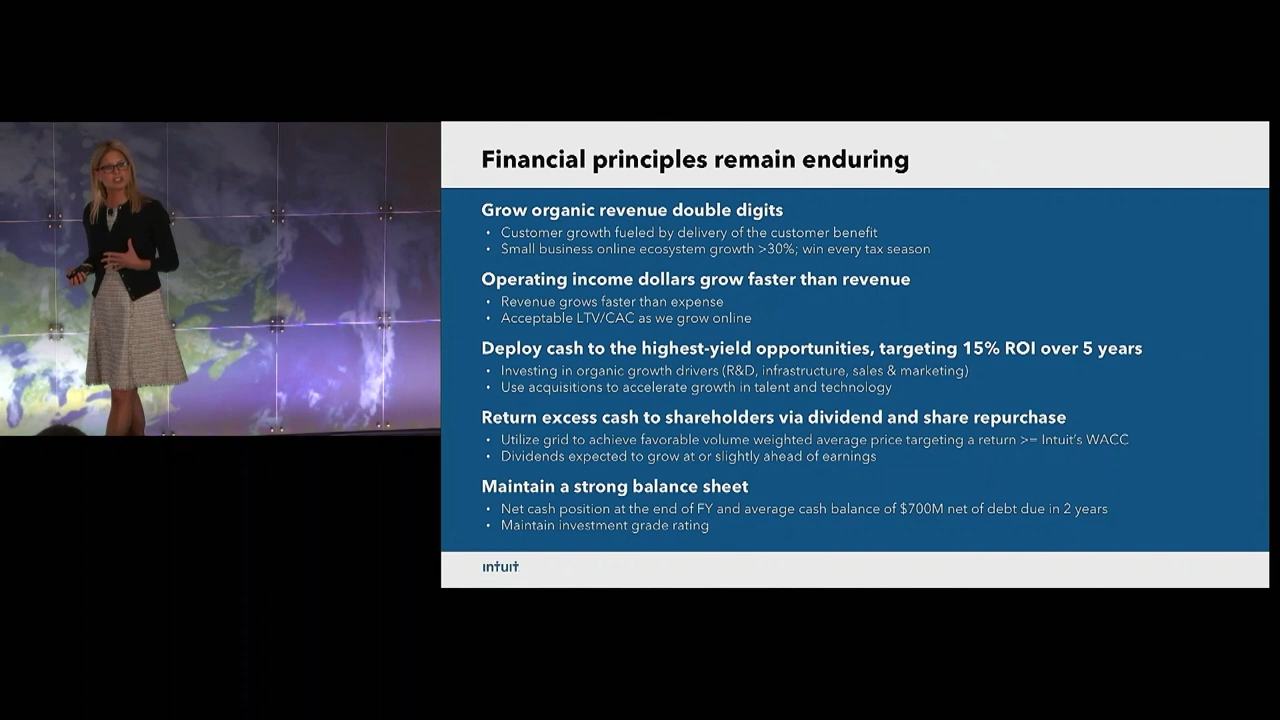 Financial principles remain enduring
Grow organic revenue double digits
• Customer growth fueled by delivery of the customer benefit
• Small business online ecosystem growth >30%; win every tax season
Operating income dollars grow faster than revenue
• Revenue grows faster than expense
• Acceptable LTV/CAC as we grow online
Deploy cash to the highest-yield opportunities, targeting 15% ROI over 5 years
• Investing in organic growth drivers (R&D, infrastructure, sales & marketing)
• Use acquisitions to accelerate growth in talent and technology
Return excess cash to shareholders via dividend and share repurchase
• Utilize grid to achieve favorable volume weighted average price targeting a return >= Intuit's WACC
• Dividends expected to grow at or slightly ahead of earnings
Maintain a strong balance sheet
• Net cash position at the end of FY and average cash balance of $700M net of debt due in 2 years
• Maintain investment grade rating
intuit